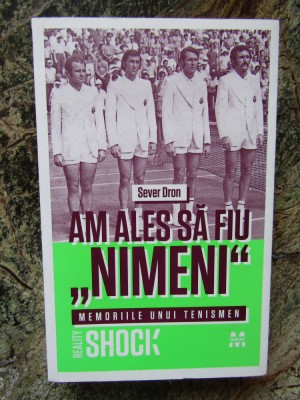 Sever Dron
AM ALES SĂ FIU
„NIMENI“
MEMORIILE UNUI TENISMEN
REALITY
SHOCK